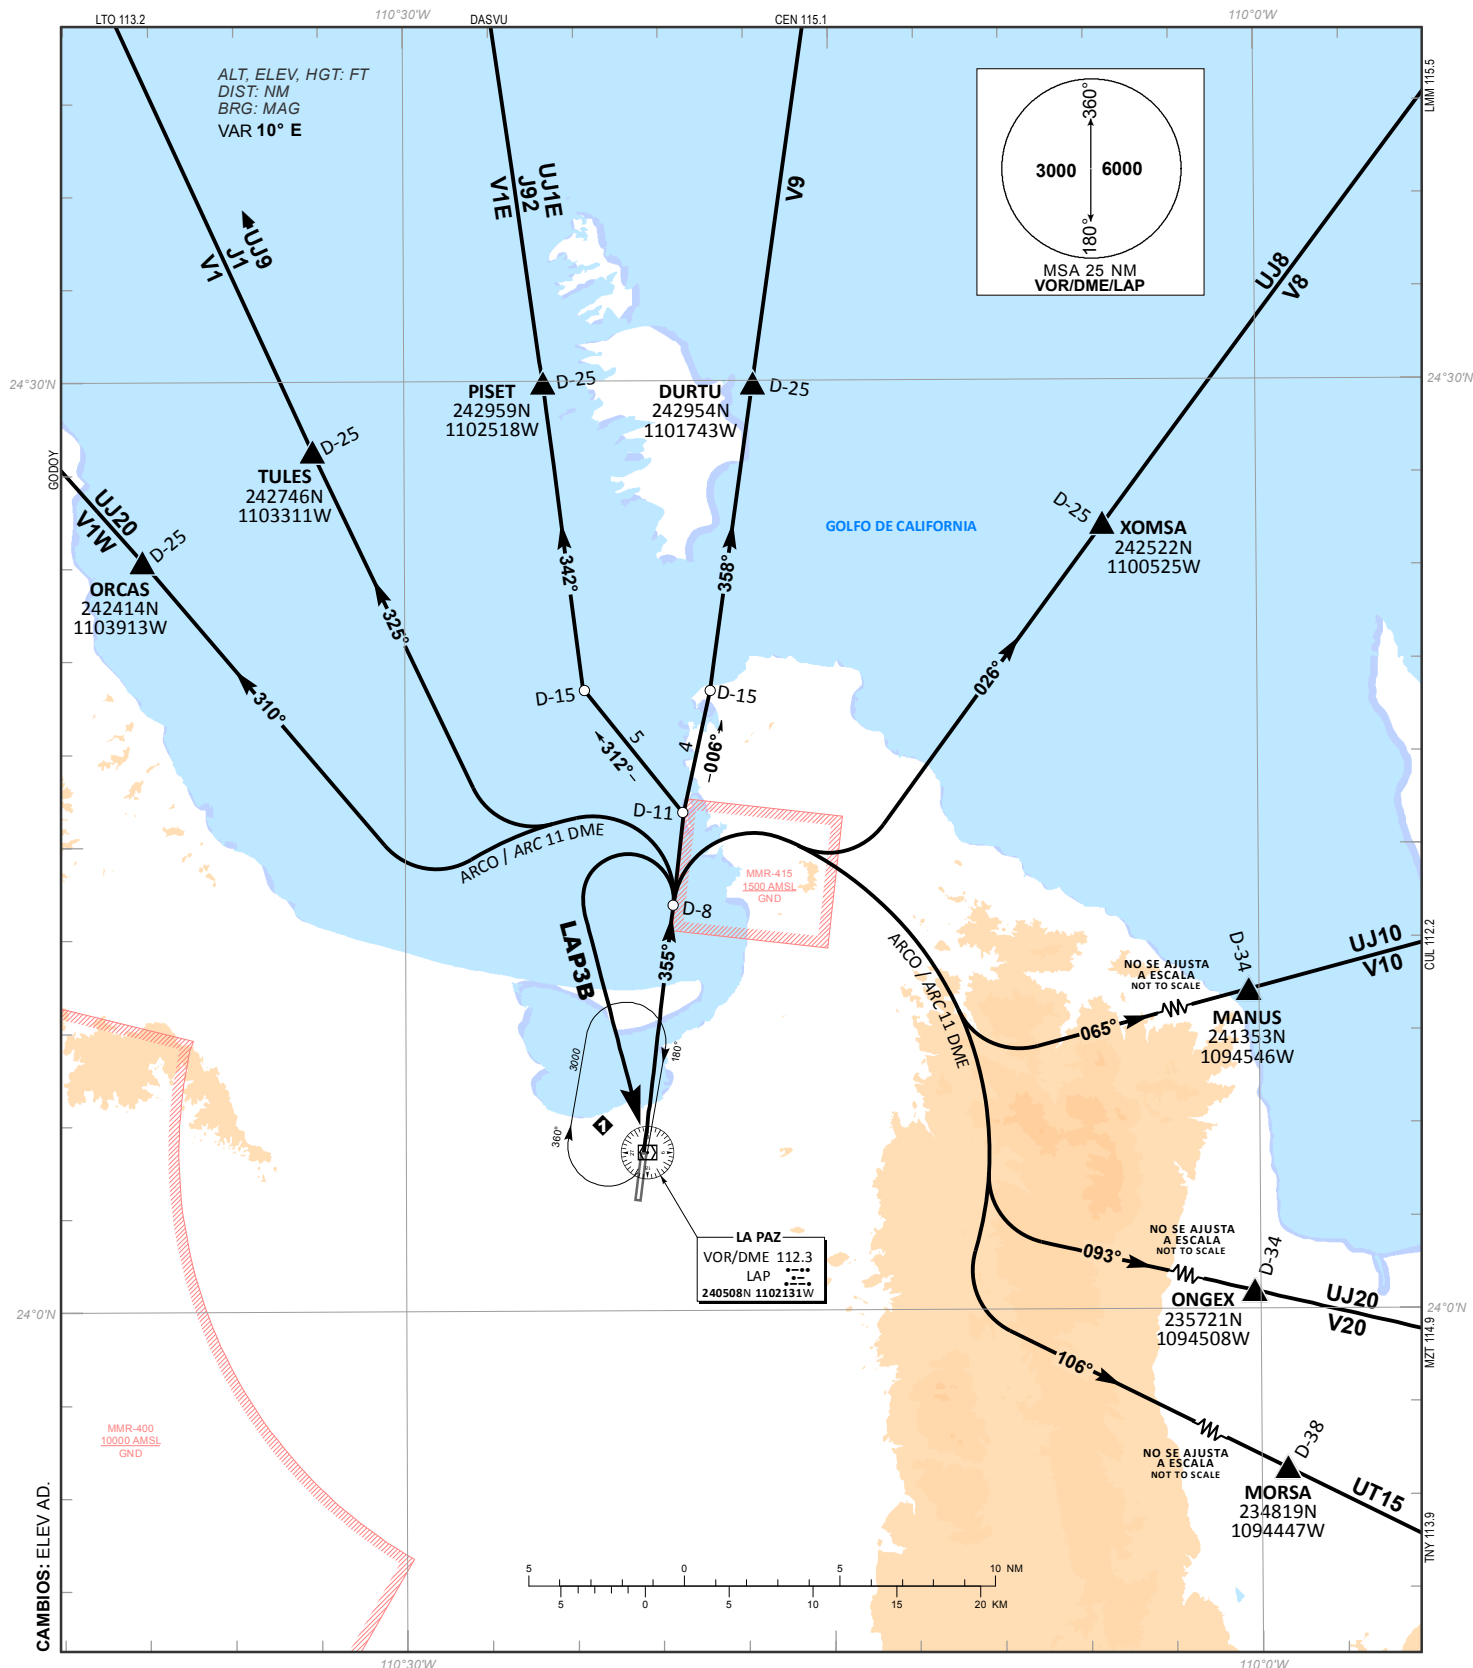 110°30'W
110°0'W
LTO 113.2
DASVU
CEN 115.1
LMM 115.5
ALT, ELEV, HGT: FT
DIST: NM
BRG: MAG
VAR 10° E
360°
3000
6000
180°
MSA 25 NM
VOR/DME/LAP
UJ9
J1
V1
UJ1E
J92
V1E
V9
UJ8
V8
24°30'N
24°30'N
PISET
242959N
1102518W
D-25
DURTU
242954N
1101743W
D-25
GODOY
TULES
242746N
1103311W
D-25
UJ20
V1W
D-25
ORCAS
242414N
1103913W
GOLFO DE CALIFORNIA
D-25
XOMSA
242522N
1100525W
342°
358°
325°
310°
026°
D-15
D-15
5
312°
4
006°
D-11
ARCO / ARC 11 DME
MMR-415
1500 AMSL
GND
D-8
LAP3B
355°
ARCO / ARC 11 DME
NO SE AJUSTA
A ESCALA
NOT TO SCALE
D-34
UJ10
V10
CUL 112.2
065°
MANUS
241353N
1094546W
3000
180°
360°
1
LA PAZ
VOR/DME 112.3
LAP
240508N 1102131W
NO SE AJUSTA
A ESCALA
NOT TO SCALE
093°
D-34
ONGEX
235721N
1094508W
UJ20
V20
MZT 114.9
24°0'N
24°0'N
106°
NO SE AJUSTA
A ESCALA
NOT TO SCALE
D-38
MORSA
234819N
1094447W
UT15
TNY 113.9
MMR-400
10000 AMSL
GND
CAMBIOS: ELEV AD.
5 0 5 10 NM
5 0 5 10 15 20 KM
110°30'W
110°0'W